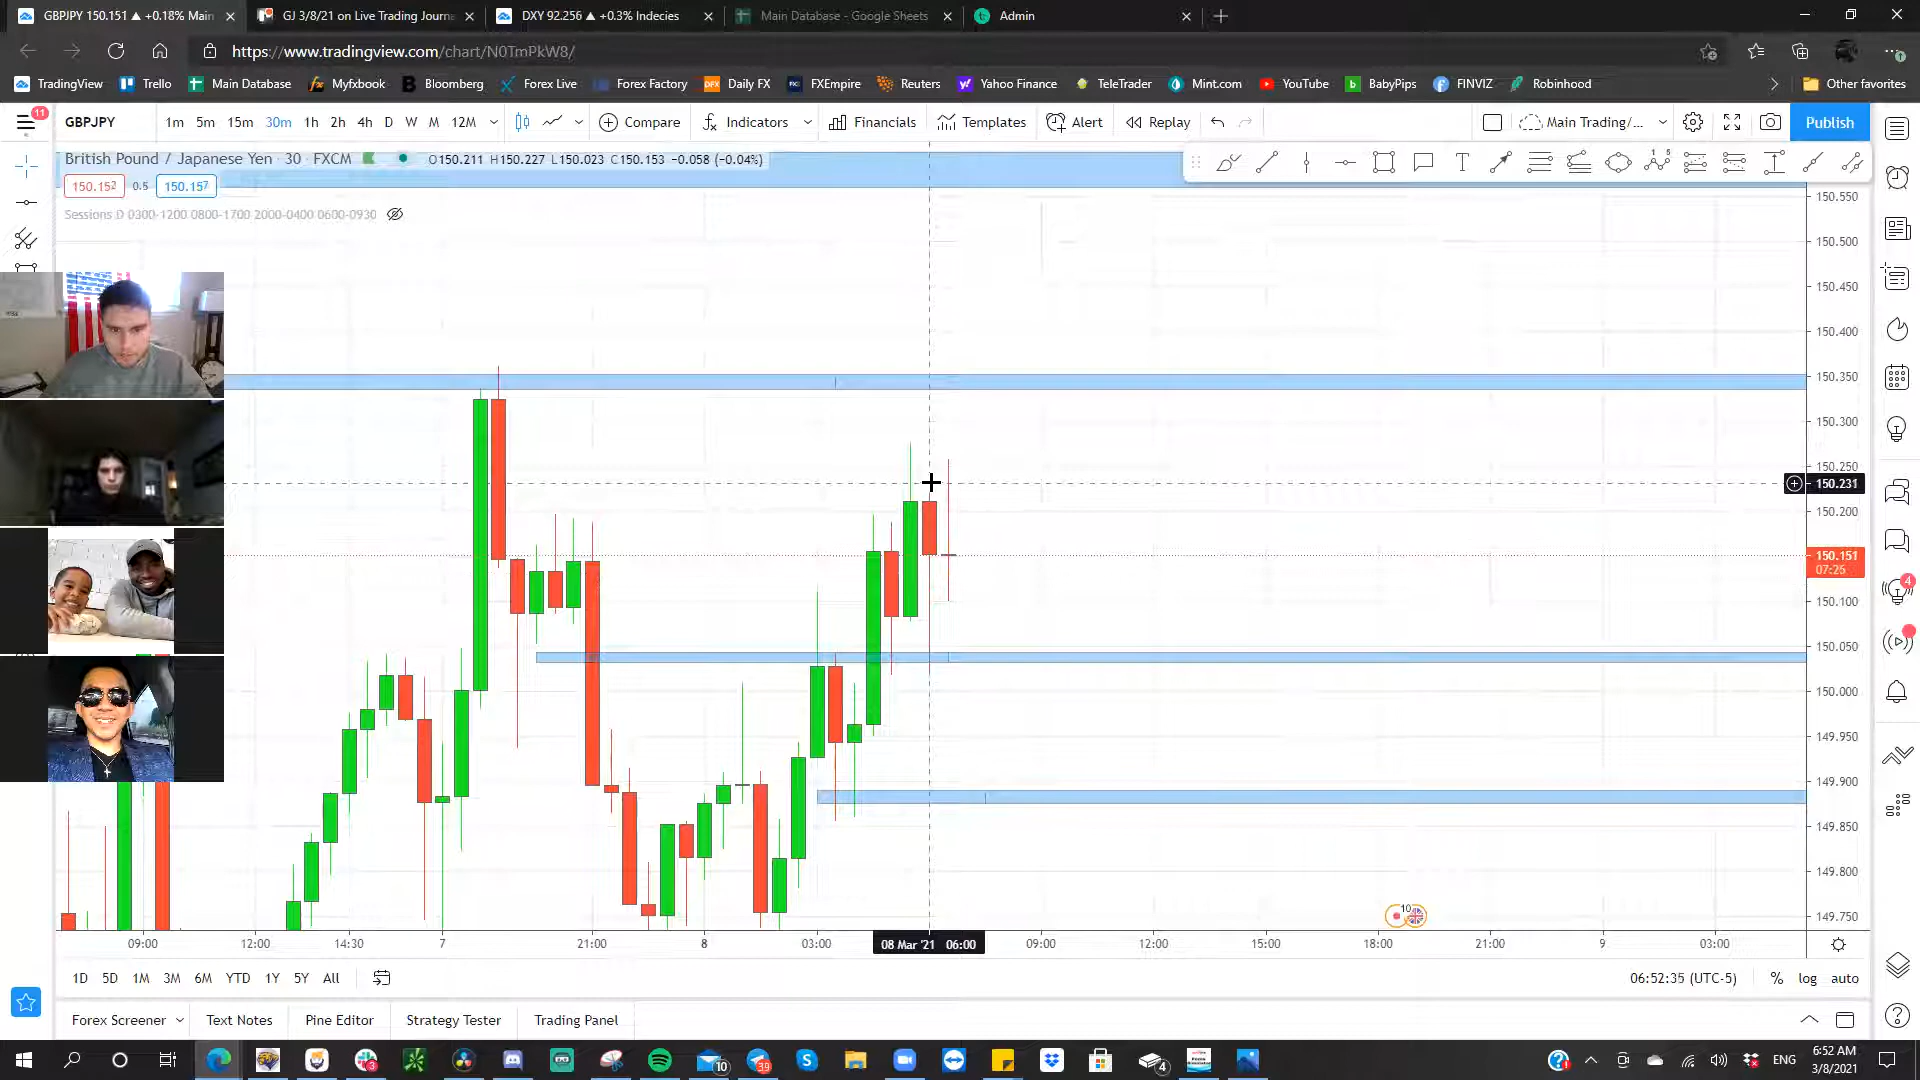 GBPJPY 150.151 ▲ +0.18% Main
GJ 3/8/21 on Live Trading Journa
DXY 92.256 ▲ +0.3% Indecies
Main Database - Google Sheets
Admin
https://www.tradingview.com/chart/N0TmPkW8/
TradingView
Trello
Main Database
Myfxbook
Bloomberg
Forex Live
Forex Factory
Daily FX
FXEmpire
Reuters
Yahoo Finance
TeleTrader
Mint.com
YouTube
BabyPips
FINVIZ
Robinhood
Other favorites
11
GBPJPY
1m 5m 15m 30m 1h 2h 4h D W M 12M
Compare
Indicators
Financials
Templates
Alert
Replay
Main Trading/...
Publish
British Pound / Japanese Yen · 30 · FXCM
O150.211 H150.227 L150.023 C150.153 −0.058 (−0.04%)
150.152 0.5 150.157
Sessions D 0300-1200 0800-1700 2000-0400 0600-0930
150.550
150.500
150.450
150.400
150.350
150.300
150.250
150.231
150.200
150.151
07:26
150.100
150.050
150.000
149.950
149.900
149.850
149.800
149.750
4
10
09:00 12:00 14:30 7 21:00 8 03:00 08 Mar '21 06:00 09:00 12:00 15:00 18:00 21:00 9 03:00
1D 5D 1M 3M 6M YTD 1Y 5Y All
06:52:35 (UTC-5)
% log auto
Forex Screener
Text Notes
Pine Editor
Strategy Tester
Trading Panel
3
10
39
4
ENG
6:52 AM
3/8/2021